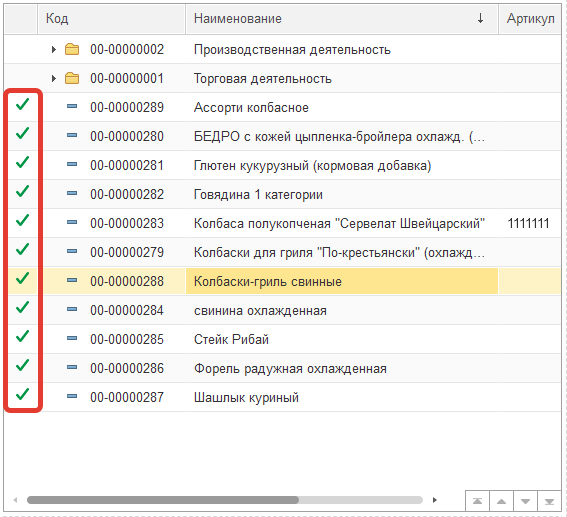 Код Наименование Артикул
00-00000002 Производственная деятельность
00-00000001 Торговая деятельность
00-00000289 Ассорти колбасное
00-00000280 БЕДРО с кожей цыпленка-бройлера охлажд. (...
00-00000281 Глютен кукурузный (кормовая добавка)
00-00000282 Говядина 1 категории
00-00000283 Колбаса полукопченая "Сервелат Швейцарский" 1111111
00-00000279 Колбаски для гриля "По-крестьянски" (охлажд...
00-00000288 Колбаски-гриль свинные
00-00000284 свинина охлажденная
00-00000285 Стейк Рибай
00-00000286 Форель радужная охлажденная
00-00000287 Шашлык куриный